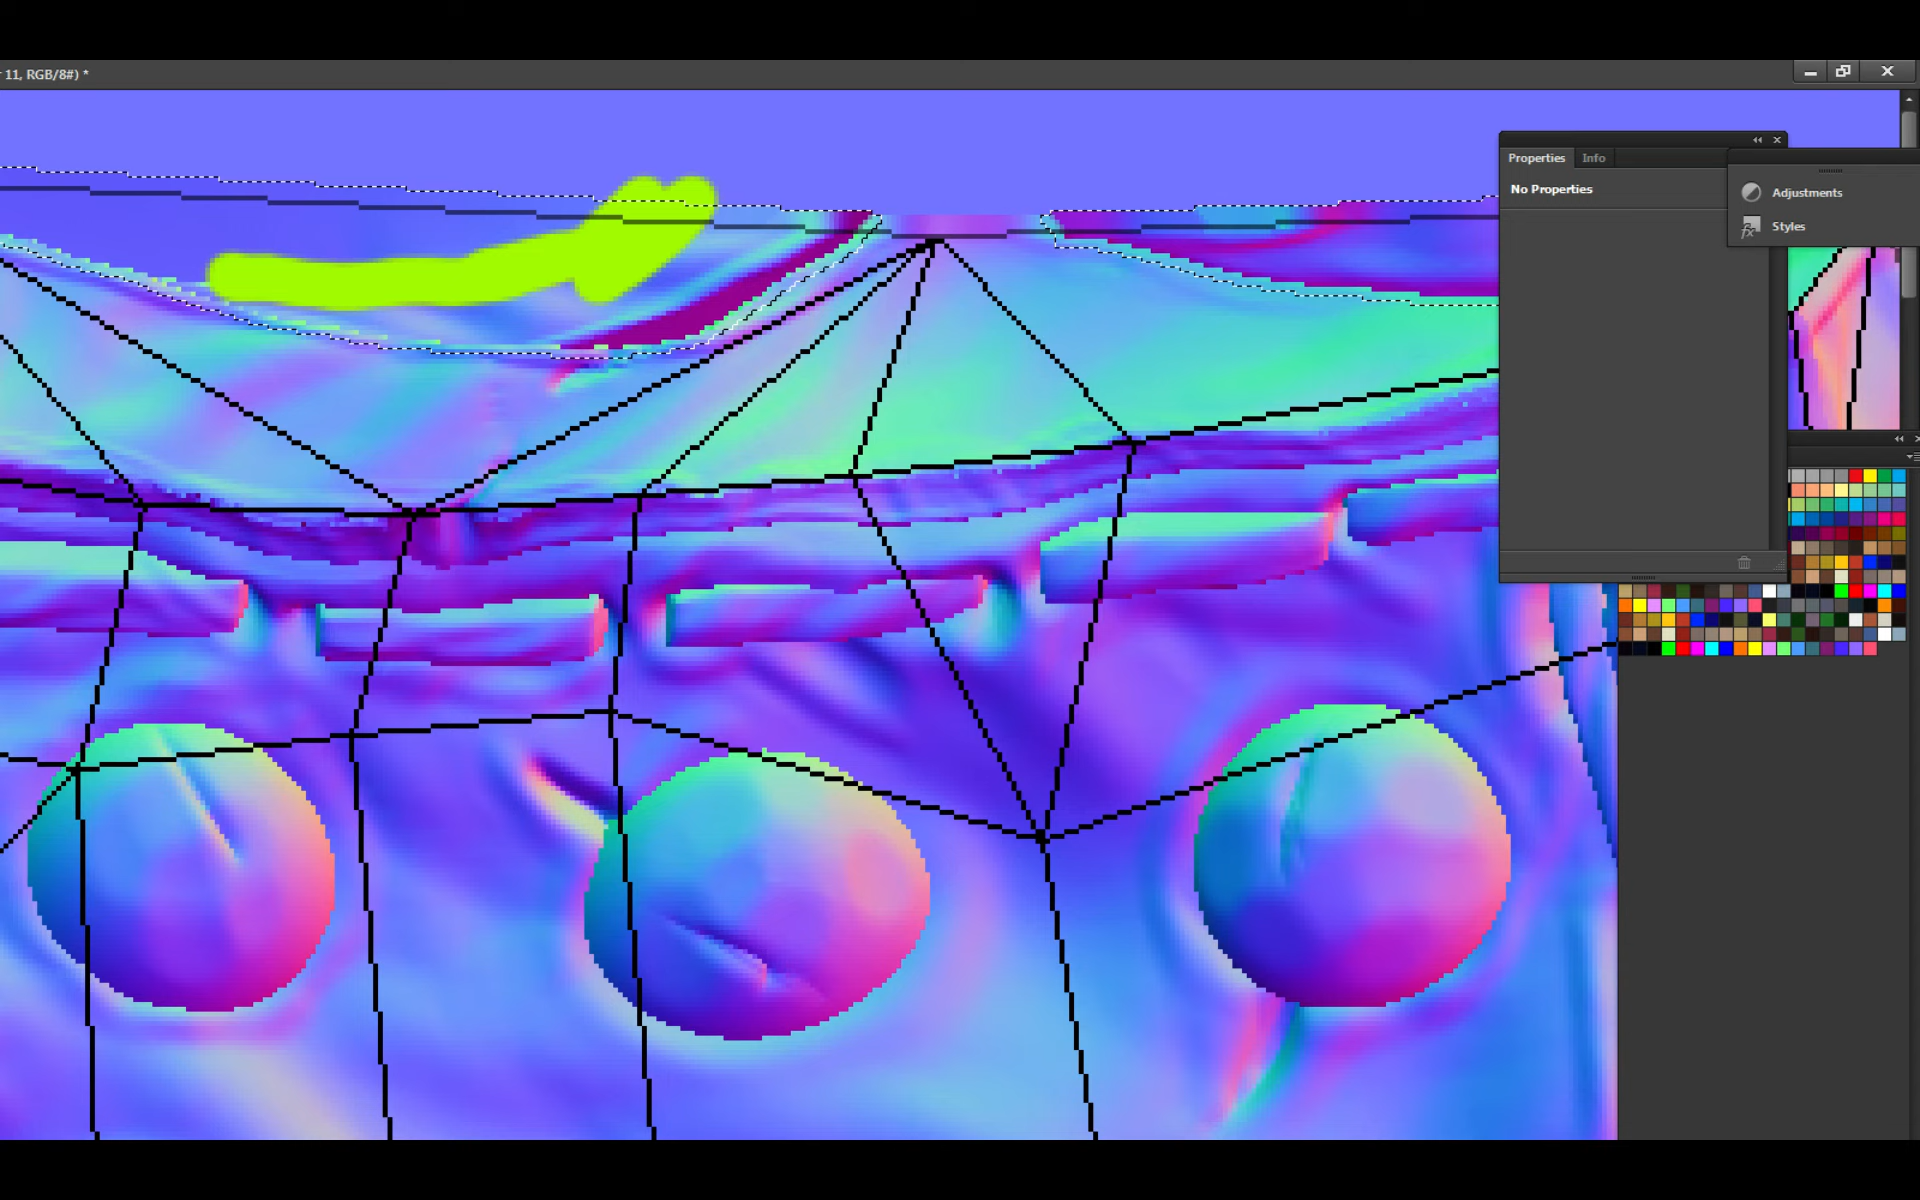 11, RGB/8#) *
Properties
Info
No Properties
Adjustments
Styles